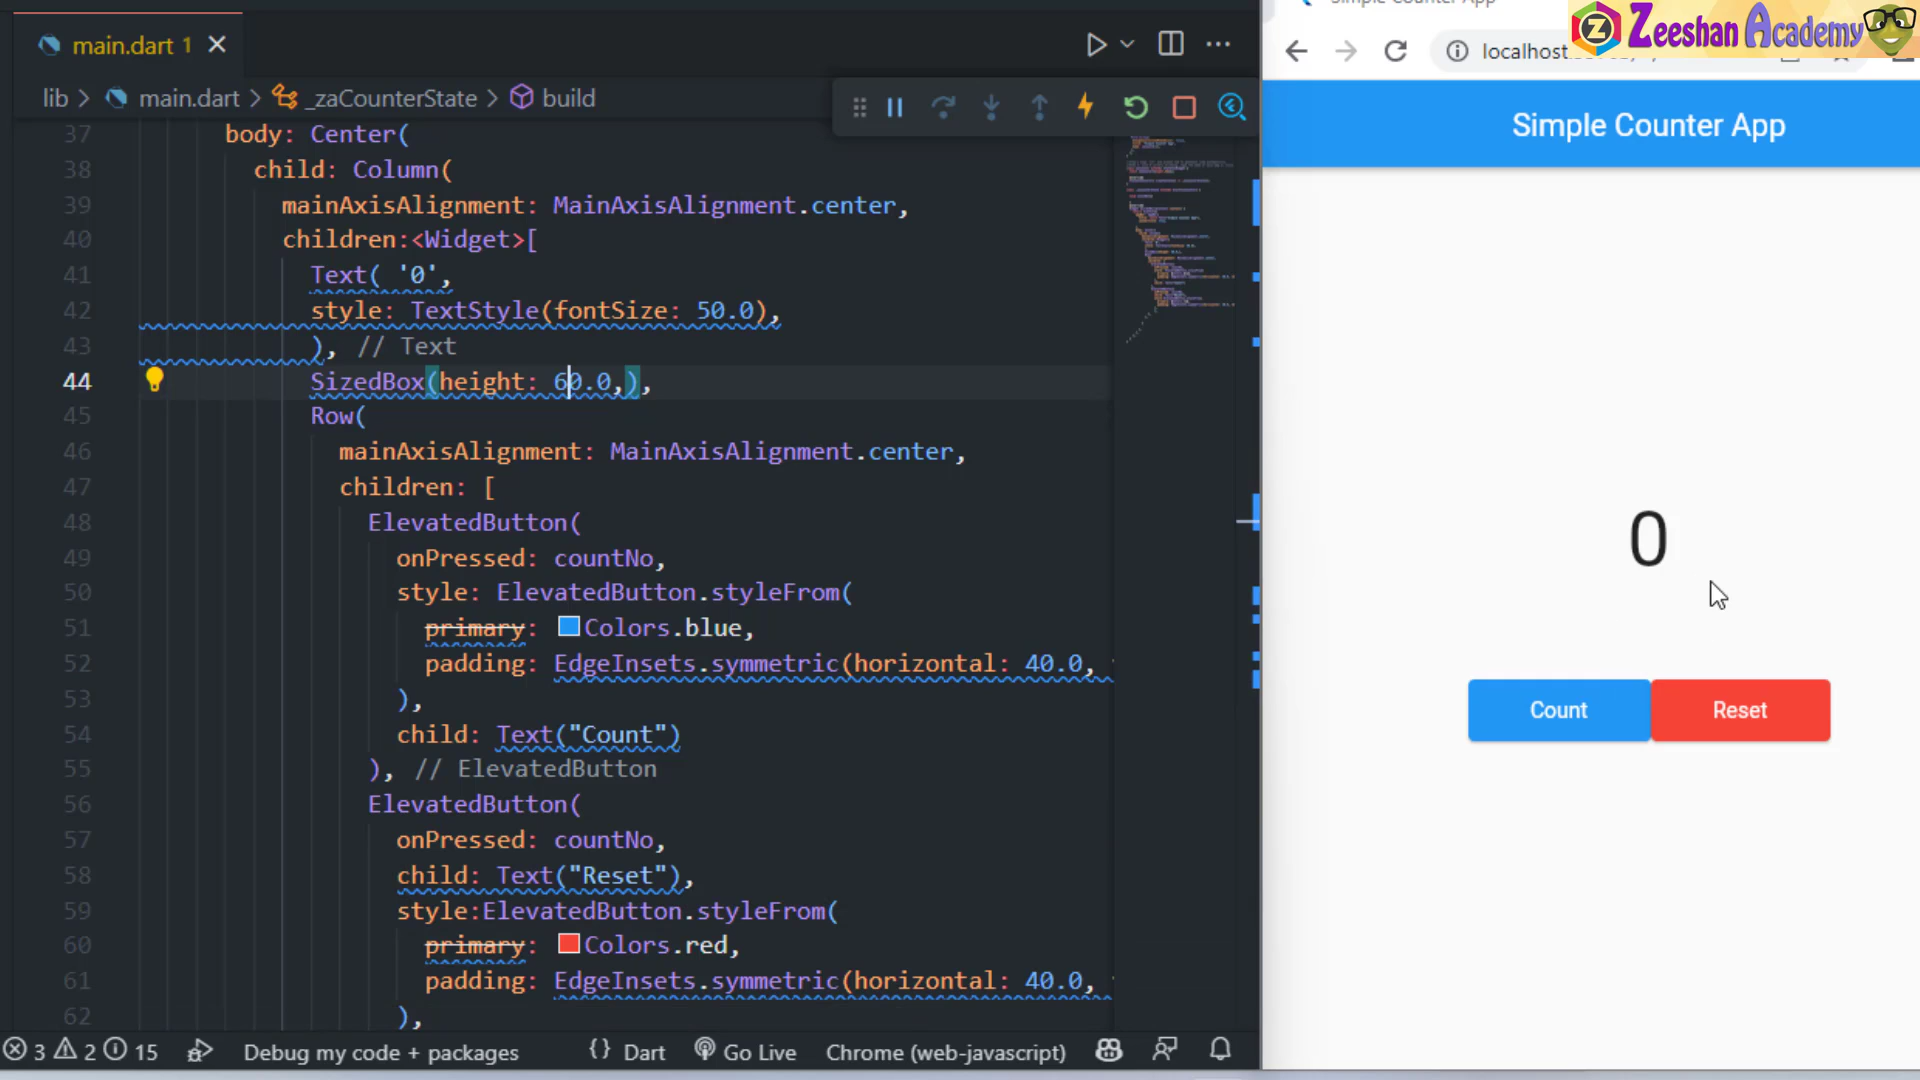 main.dart 1
lib > main.dart > _zaCounterState > build
37 body: Center(
38 child: Column(
39 mainAxisAlignment: MainAxisAlignment.center,
40 children:<Widget>[
41 Text( '0',
42 style: TextStyle(fontSize: 50.0),
43 ), // Text
44 SizedBox(height: 60.0,),
45 Row(
46 mainAxisAlignment: MainAxisAlignment.center,
47 children: [
48 ElevatedButton(
49 onPressed: countNo,
50 style: ElevatedButton.styleFrom(
51 primary: Colors.blue,
52 padding: EdgeInsets.symmetric(horizontal: 40.0,
53 ),
54 child: Text("Count")
55 ), // ElevatedButton
56 ElevatedButton(
57 onPressed: countNo,
58 child: Text("Reset"),
59 style:ElevatedButton.styleFrom(
60 primary: Colors.red,
61 padding: EdgeInsets.symmetric(horizontal: 40.0,
62 ),
3 2 15 Debug my code + packages {} Dart Go Live Chrome (web-javascript)
Simple Counter App
Zeeshan Academy
localhost
Simple Counter App
0
Count Reset